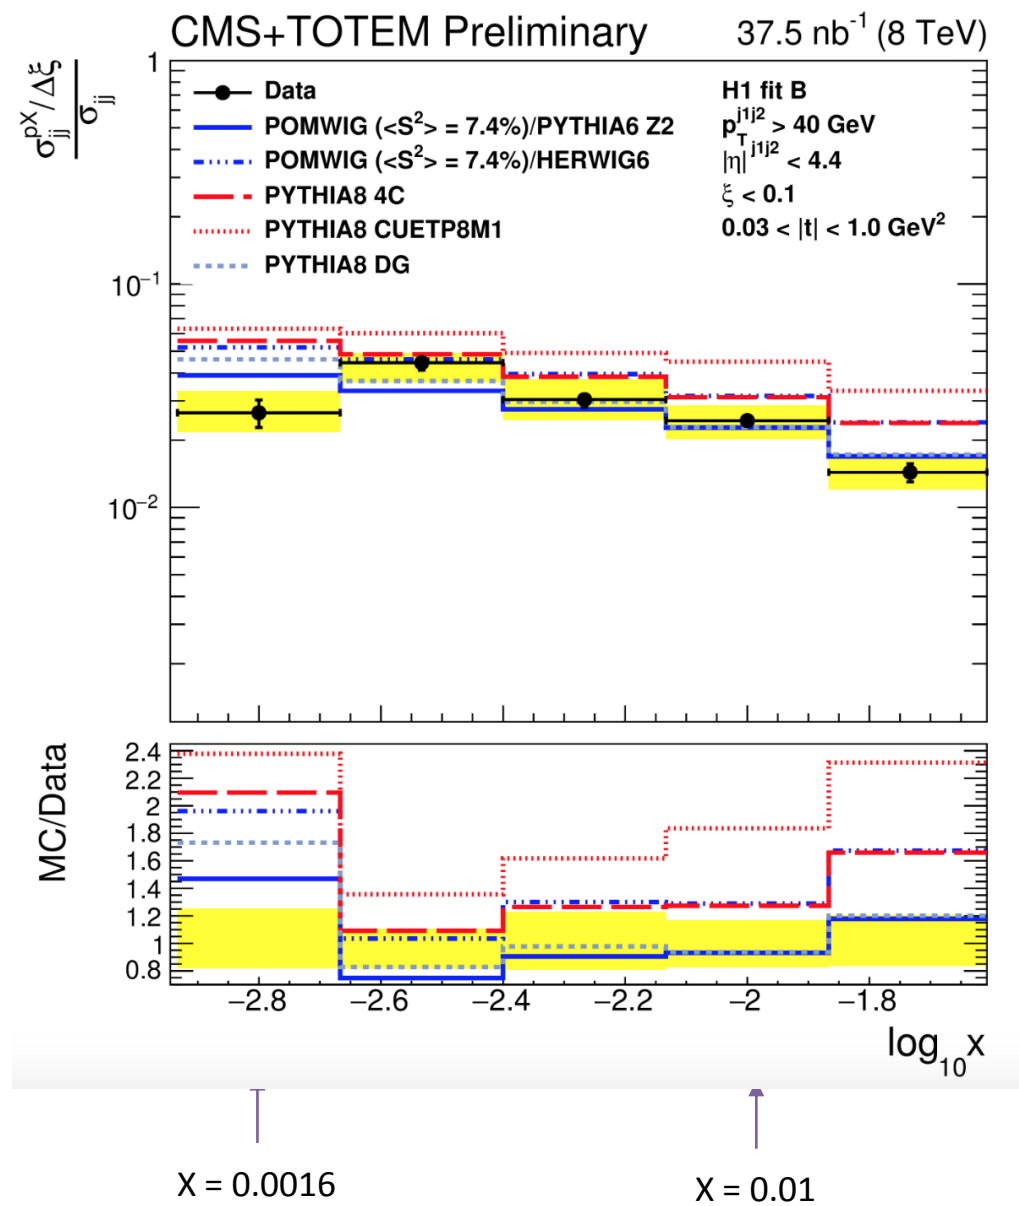 CMS+TOTEM Preliminary 37.5 nb⁻¹ (8 TeV)
σ_jj^pX / Δξ
σ_jj
1
10⁻¹
10⁻²
Data
POMWIG (<S²> = 7.4%)/PYTHIA6 Z2
POMWIG (<S²> = 7.4%)/HERWIG6
PYTHIA8 4C
PYTHIA8 CUETP8M1
PYTHIA8 DG
H1 fit B
p_T^j1j2 > 40 GeV
|η|^j1j2 < 4.4
ξ < 0.1
0.03 < |t| < 1.0 GeV²
MC/Data
2.4
2.2
2
1.8
1.6
1.4
1.2
1
0.8
−2.8 −2.6 −2.4 −2.2 −2 −1.8
log₁₀x
X = 0.0016 X = 0.01